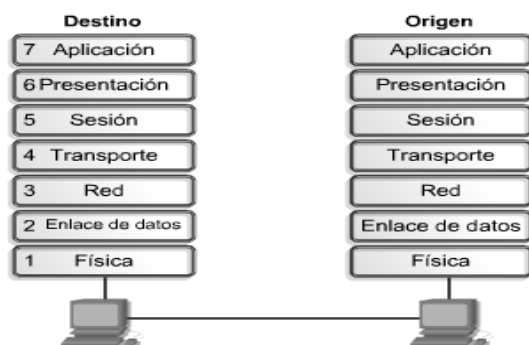 Destino
7 Aplicación
6 Presentación
5 Sesión
4 Transporte
3 Red
2 Enlace de datos
1 Física
Origen
Aplicación
Presentación
Sesión
Transporte
Red
Enlace de datos
Física